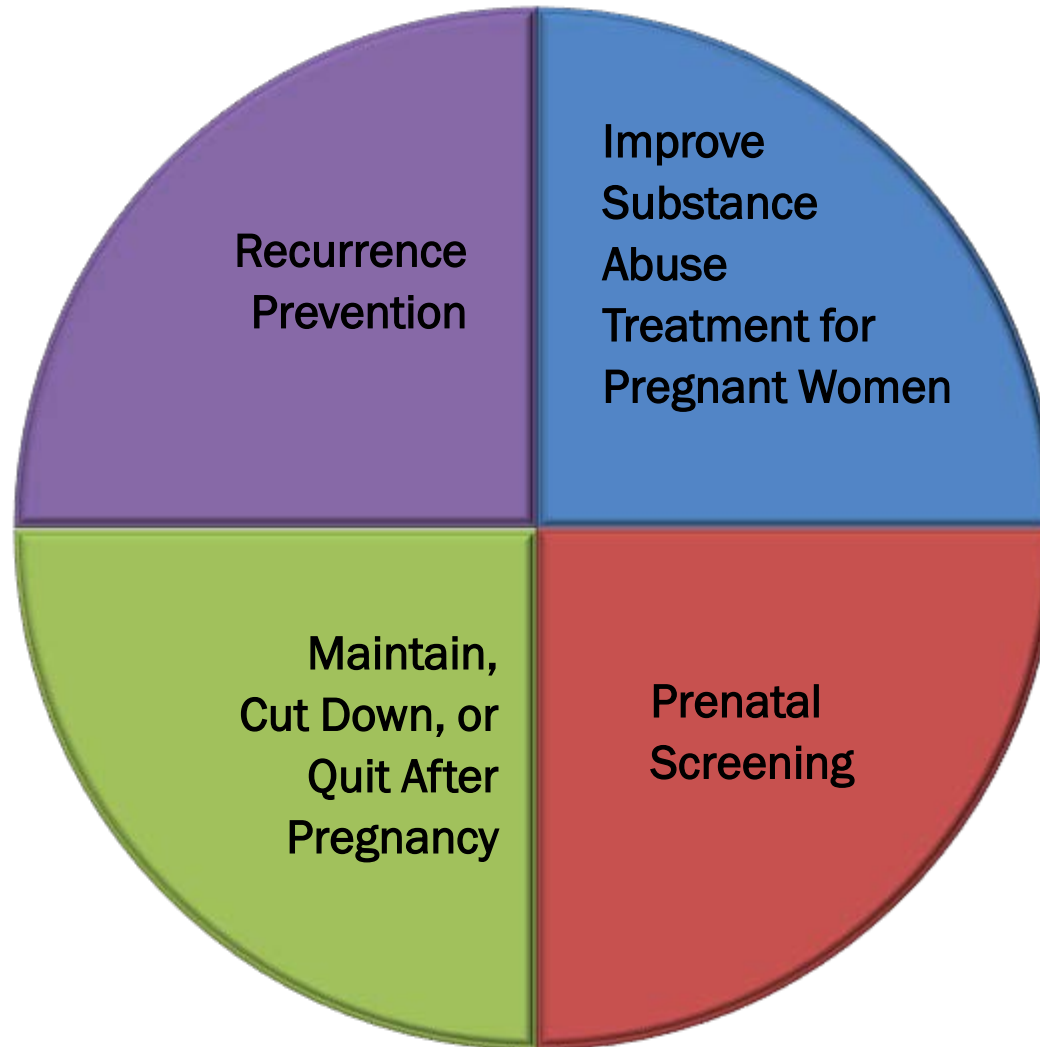 Recurrence
Prevention
Improve
Substance
Abuse
Treatment for
Pregnant Women
Maintain,
Cut Down, or
Quit After
Pregnancy
Prenatal
Screening